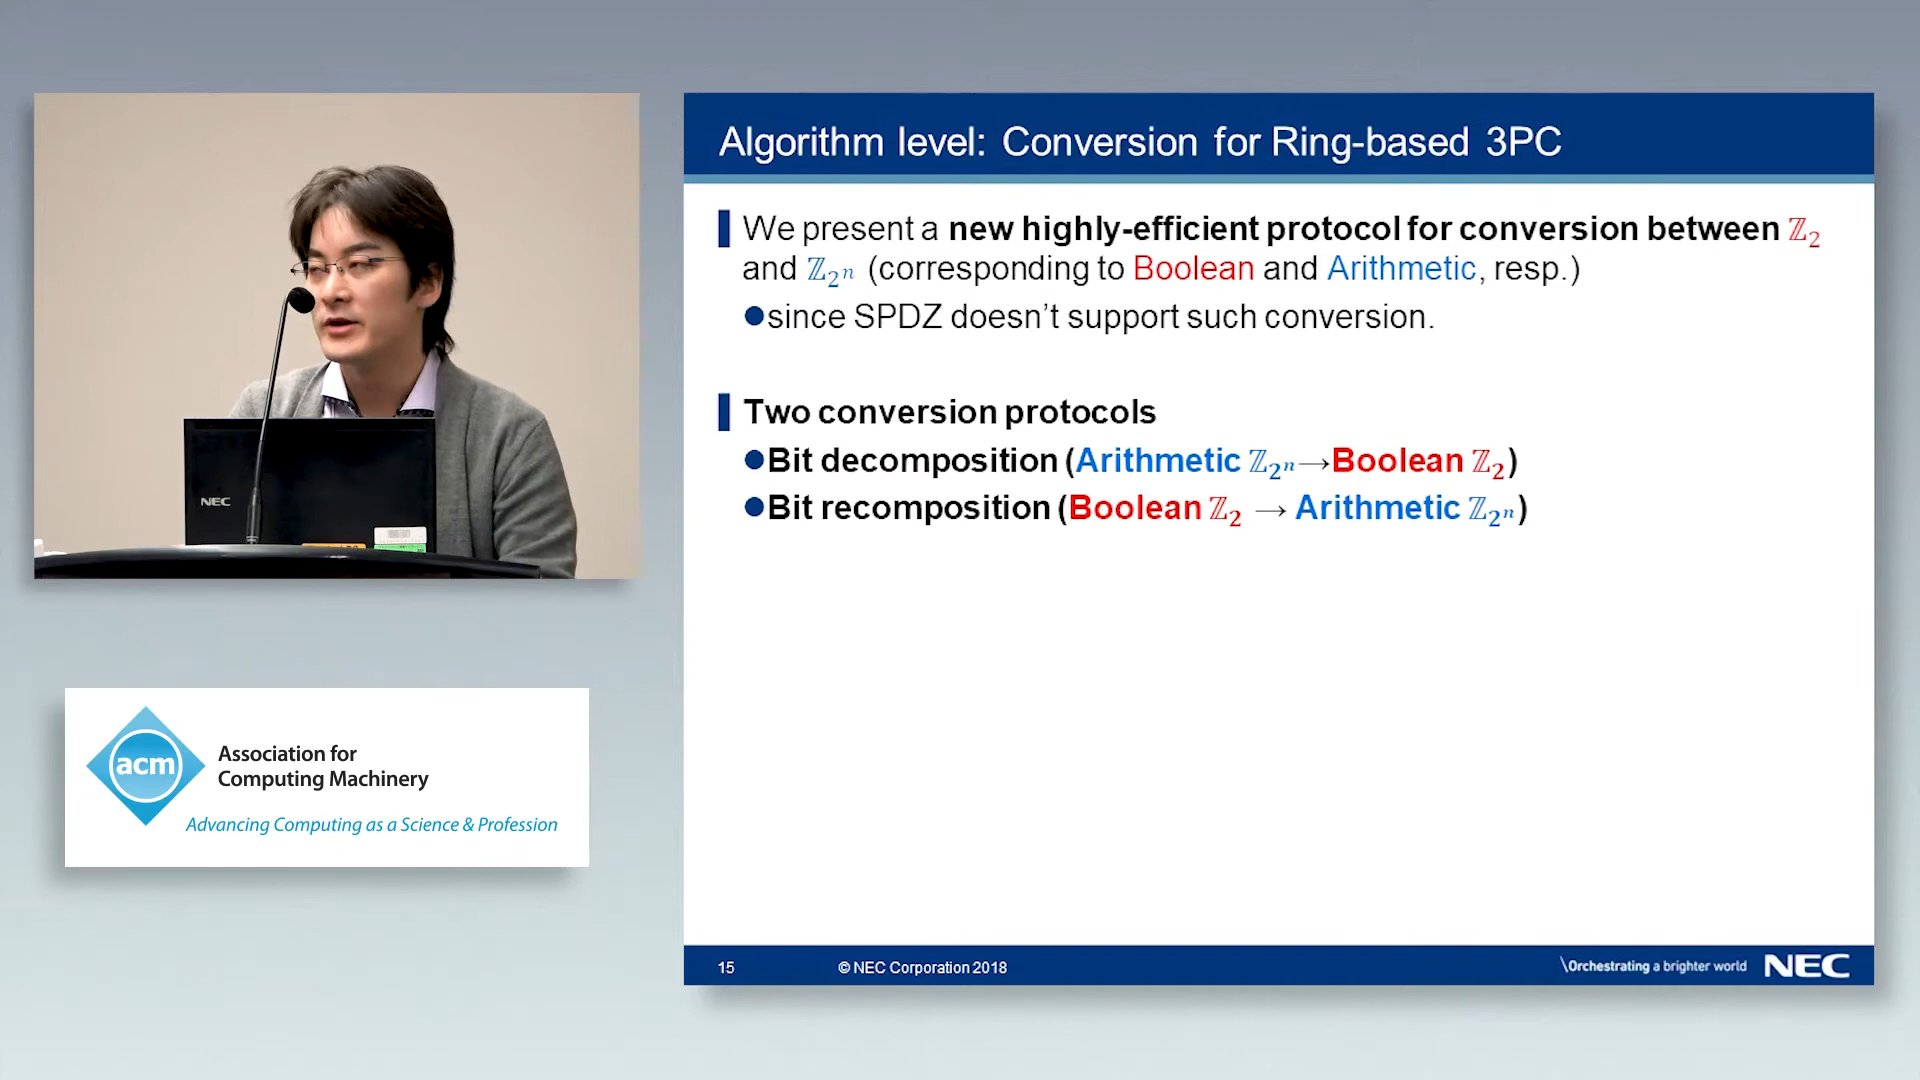 Algorithm level: Conversion for Ring-based 3PC
We present a new highly-efficient protocol for conversion between ℤ₂
and ℤ₂ⁿ (corresponding to Boolean and Arithmetic, resp.)
●since SPDZ doesn't support such conversion.
Two conversion protocols
●Bit decomposition (Arithmetic ℤ₂ⁿ→Boolean ℤ₂)
●Bit recomposition (Boolean ℤ₂ → Arithmetic ℤ₂ⁿ)
15
© NEC Corporation 2018
\Orchestrating a brighter world
NEC
NEC
acm
Association for
Computing Machinery
Advancing Computing as a Science & Profession